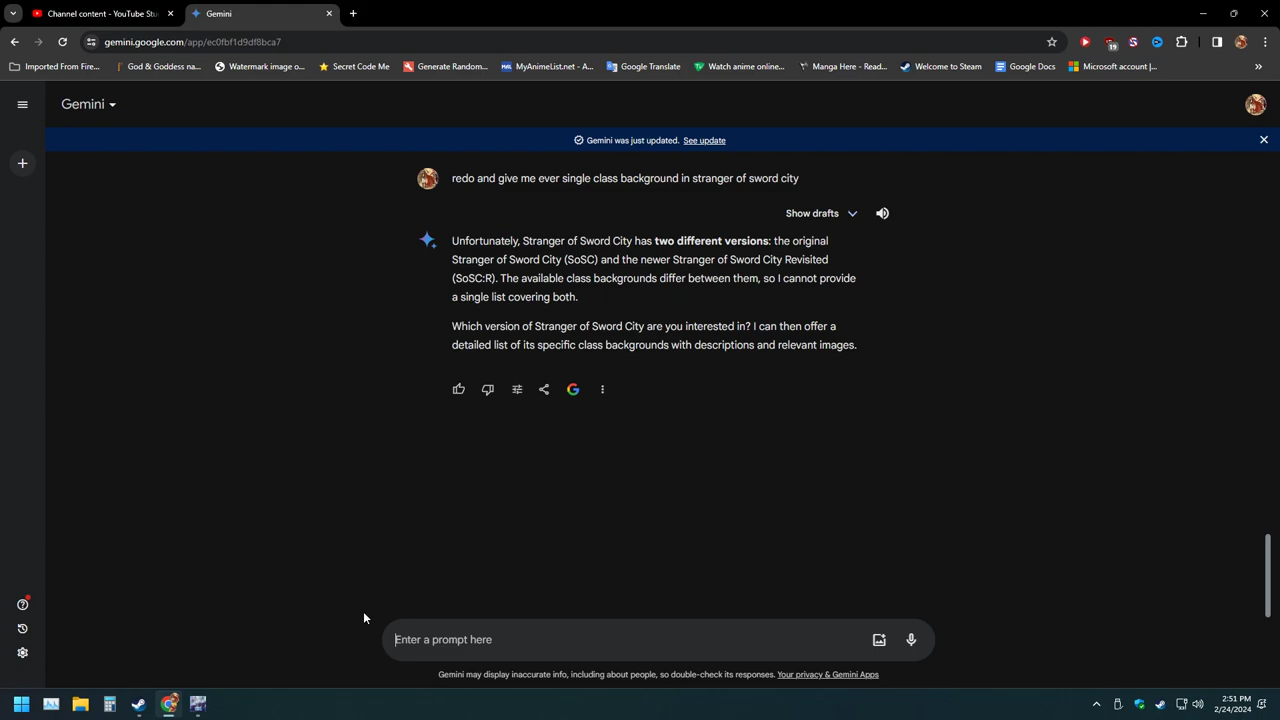 Channel content - YouTube Stu
Gemini
gemini.google.com/app/ec0fbf1d9df8bca7
19
Imported From Fire...
God & Goddess na...
Watermark image o...
Secret Code Me
Generate Random...
MyAnimeList.net - A...
Google Translate
Watch anime online...
Manga Here - Read...
Welcome to Steam
Google Docs
Microsoft account |...
Gemini
Gemini was just updated. See update
redo and give me ever single class background in stranger of sword city
Show drafts
Unfortunately, Stranger of Sword City has two different versions: the original
Stranger of Sword City (SoSC) and the newer Stranger of Sword City Revisited
(SoSC:R). The available class backgrounds differ between them, so I cannot provide
a single list covering both.
Which version of Stranger of Sword City are you interested in? I can then offer a
detailed list of its specific class backgrounds with descriptions and relevant images.
Enter a prompt here
Gemini may display inaccurate info, including about people, so double-check its responses. Your privacy & Gemini Apps
2:51 PM
2/24/2024